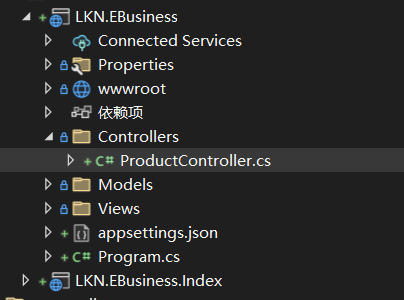 LKN.EBusiness
Connected Services
Properties
wwwroot
依赖项
Controllers
C# ProductController.cs
Models
Views
appsettings.json
C# Program.cs
LKN.EBusiness.Index